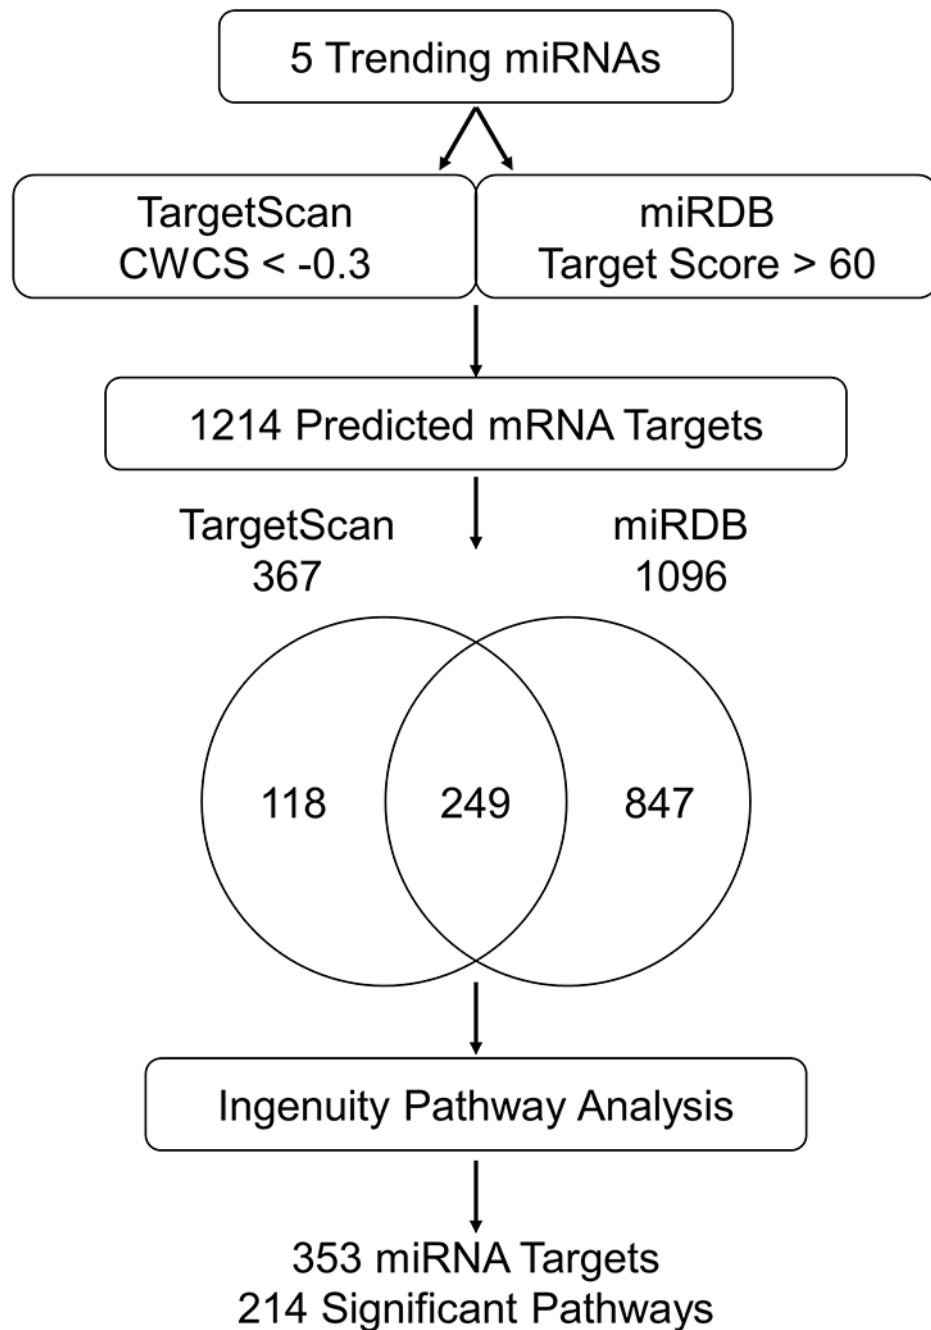 5 Trending miRNAs
TargetScan
CWCS < -0.3
miRDB
Target Score > 60
1214 Predicted mRNA Targets
TargetScan
367
miRDB
1096
118
249
847
Ingenuity Pathway Analysis
353 miRNA Targets
214 Significant Pathways